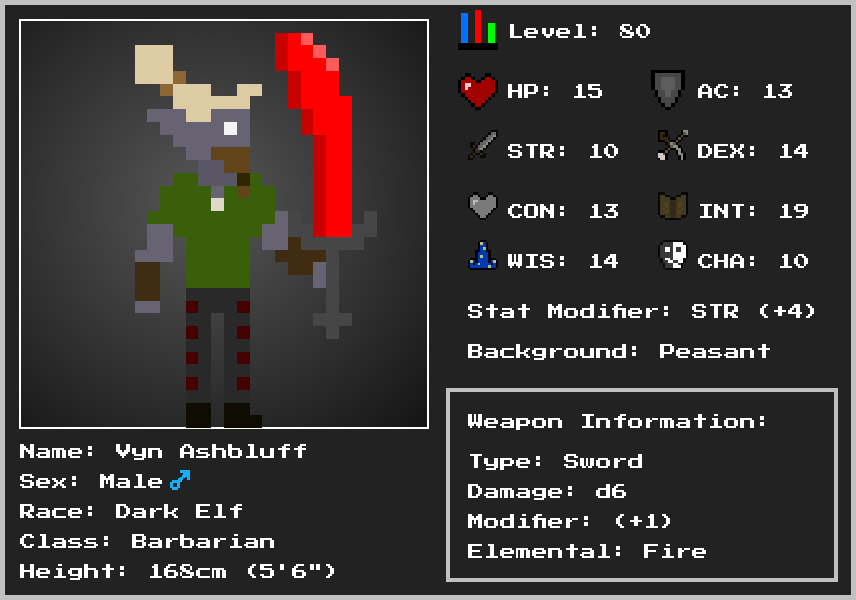 Level: 80
HP: 15
AC: 13
STR: 10
DEX: 14
CON: 13
INT: 19
WIS: 14
CHA: 10
Stat Modifier: STR (+4)
Background: Peasant
Weapon Information:
Type: Sword
Damage: d6
Modifier: (+1)
Elemental: Fire
Name: Vyn Ashbluff
Sex: Male ♂
Race: Dark Elf
Class: Barbarian
Height: 168cm (5'6")